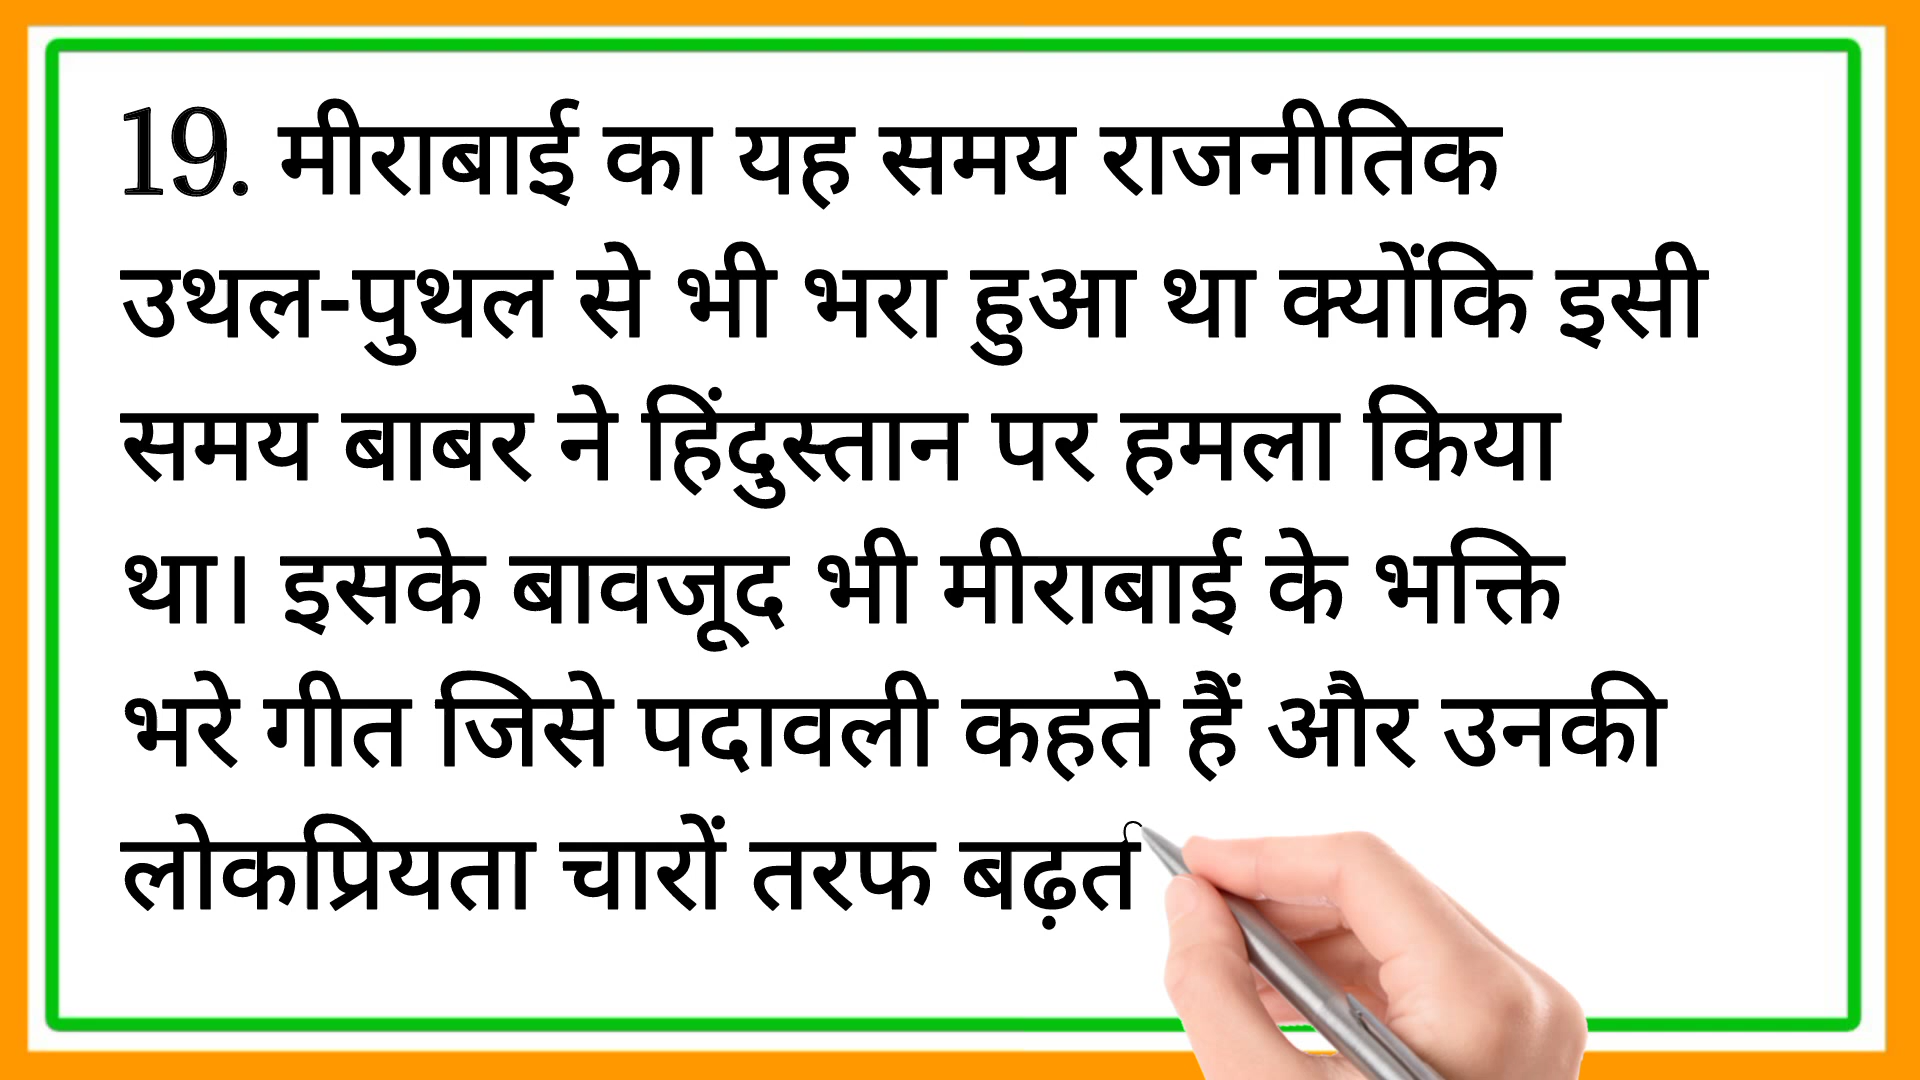 19. मीराबाई का यह समय राजनीतिक
उथल-पुथल से भी भरा हुआ था क्योंकि इसी
समय बाबर ने हिंदुस्तान पर हमला किया
था। इसके बावजूद भी मीराबाई के भक्ति
भरे गीत जिसे पदावली कहते हैं और उनकी
लोकप्रियता चारों तरफ